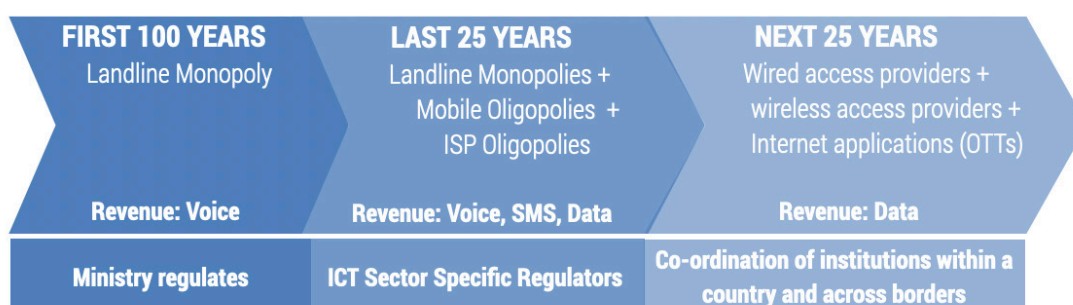 FIRST 100 YEARS
Landline Monopoly
Revenue: Voice
Ministry regulates
LAST 25 YEARS
Landline Monopolies +
Mobile Oligopolies +
ISP Oligopolies
Revenue: Voice, SMS, Data
ICT Sector Specific Regulators
NEXT 25 YEARS
Wired access providers +
wireless access providers +
Internet applications (OTTs)
Revenue: Data
Co-ordination of institutions within a
country and across borders